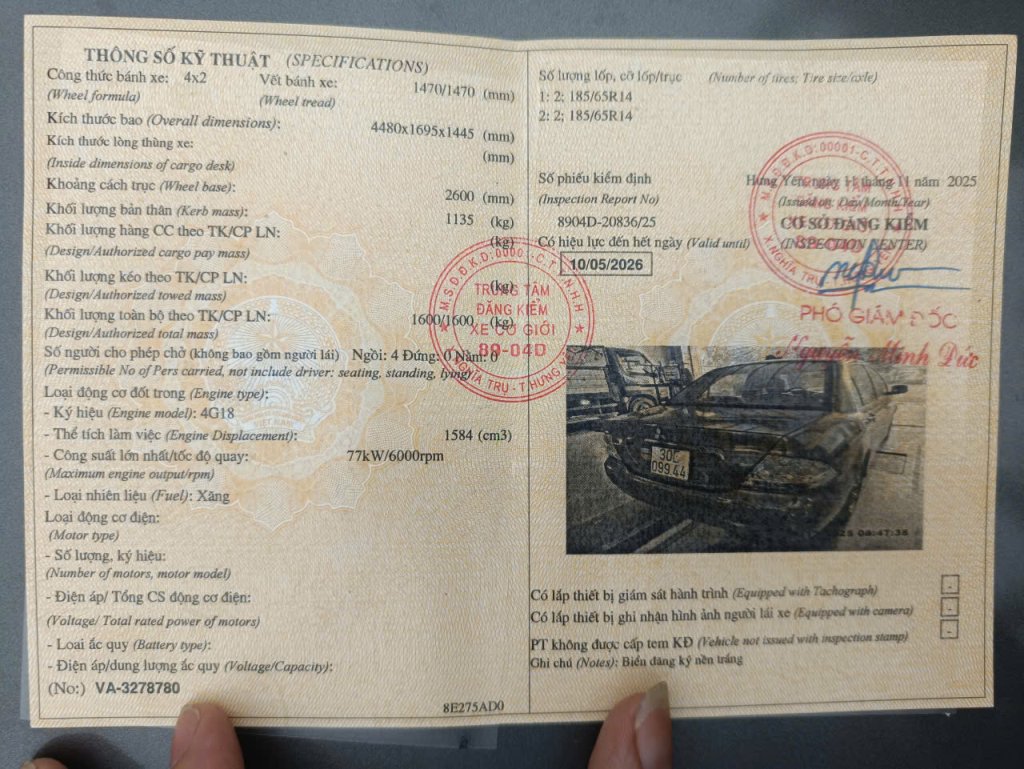 THÔNG SỐ KỸ THUẬT (SPECIFICATIONS)
Công thức bánh xe: 4x2 Vết bánh xe: 1470/1470 (mm)
(Wheel formula) (Wheel tread)
Kích thước bao (Overall dimensions): 4480x1695x1445 (mm)
Kích thước lòng thùng xe: (mm)
(Inside dimensions of cargo desk)
Khoảng cách trục (Wheel base): 2600 (mm)
Khối lượng bản thân (Kerb mass): 1135 (kg)
Khối lượng hàng CC theo TK/CP LN: (kg)
(Design/Authorized cargo pay mass)
Khối lượng kéo theo TK/CP LN: (kg)
(Design/Authorized towed mass)
Khối lượng toàn bộ theo TK/CP LN: 1600/1600 (kg)
(Design/Authorized total mass)
Số người cho phép chở (không bao gồm người lái) Ngồi: 4 Đứng: 0 Nằm: 0
(Permissible No of Pers carried, not include driver: seating, standing, lying)
Loại động cơ đốt trong (Engine type):
- Ký hiệu (Engine model): 4G18
- Thể tích làm việc (Engine Displacement): 1584 (cm3)
- Công suất lớn nhất/tốc độ quay: 77kW/6000rpm
(Maximum engine output/rpm)
- Loại nhiên liệu (Fuel): Xăng
Loại động cơ điện:
(Motor type)
- Số lượng, ký hiệu:
(Number of motors, motor model)
- Điện áp/ Tổng CS động cơ điện:
(Voltage/ Total rated power of motors)
- Loại ắc quy (Battery type):
- Điện áp/dung lượng ắc quy (Voltage/Capacity):
(No:) VA-3278780
8E275AD0
TRUNG TÂM
ĐĂNG KIỂM
XE CƠ GIỚI
89-04D
Số lượng lốp, cỡ lốp/trục (Number of tires; Tire size/axle)
1: 2; 185/65R14
2: 2; 185/65R14
Số phiếu kiểm định
(Inspection Report No)
8904D-20836/25
Có hiệu lực đến hết ngày (Valid until)
10/05/2026
Hưng Yên, ngày 11 tháng 11 năm 2025
(Issued on: Day/Month/Year)
CƠ SỞ ĐĂNG KIỂM
(INSPECTION CENTER)
PHÓ GIÁM ĐỐC
Nguyễn Minh Đức
30C
099.44
08:47:35
Có lắp thiết bị giám sát hành trình (Equipped with Tachograph) -
Có lắp thiết bị ghi nhận hình ảnh người lái xe (Equipped with camera) -
PT không được cấp tem KĐ (Vehicle not issued with inspection stamp) -
Ghi chú (Notes): Biển đăng ký nền trắng